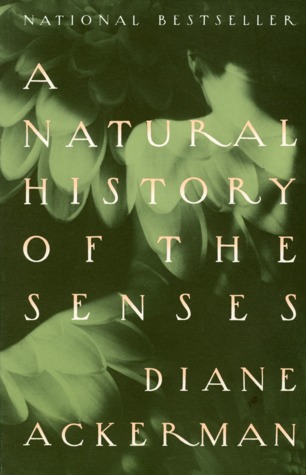 NATIONAL BESTSELLER
A
NATURAL
HISTORY
OF THE
SENSES
DIANE
ACKERMAN